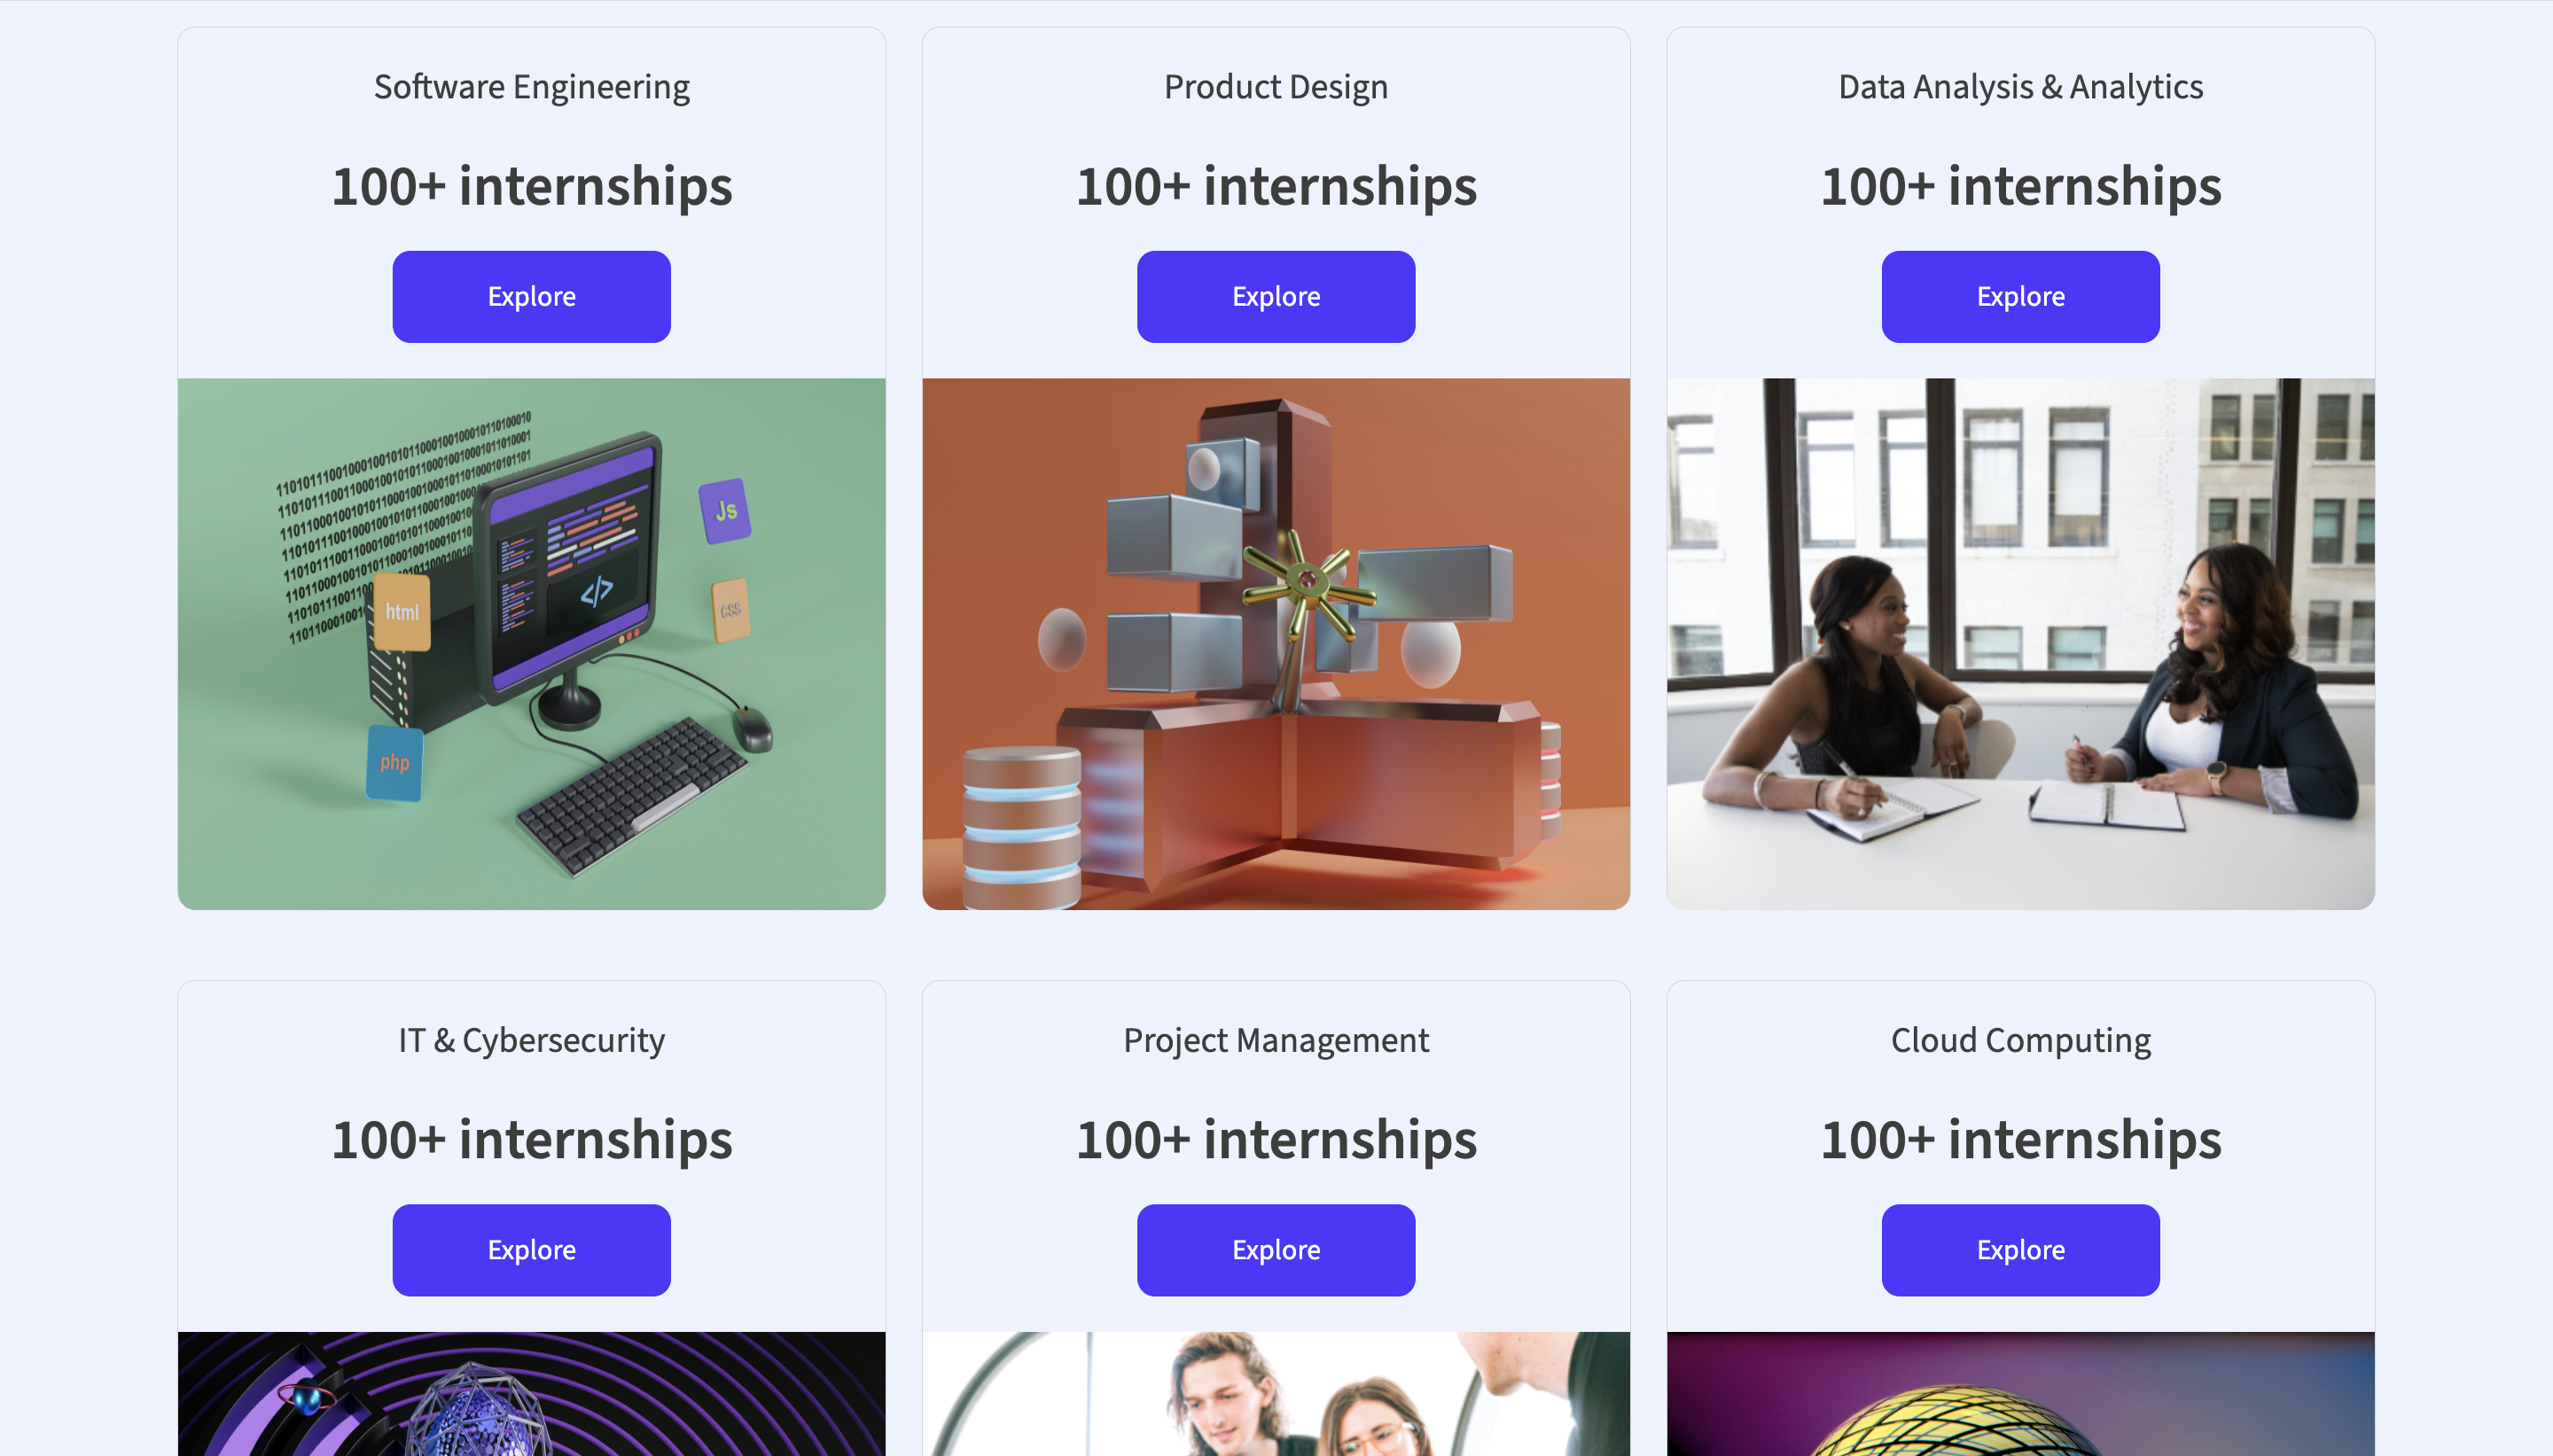 Software Engineering
100+ internships
Explore
Product Design
100+ internships
Explore
Data Analysis & Analytics
100+ internships
Explore
Js
html
CSS
php
</>
IT & Cybersecurity
100+ internships
Explore
Project Management
100+ internships
Explore
Cloud Computing
100+ internships
Explore